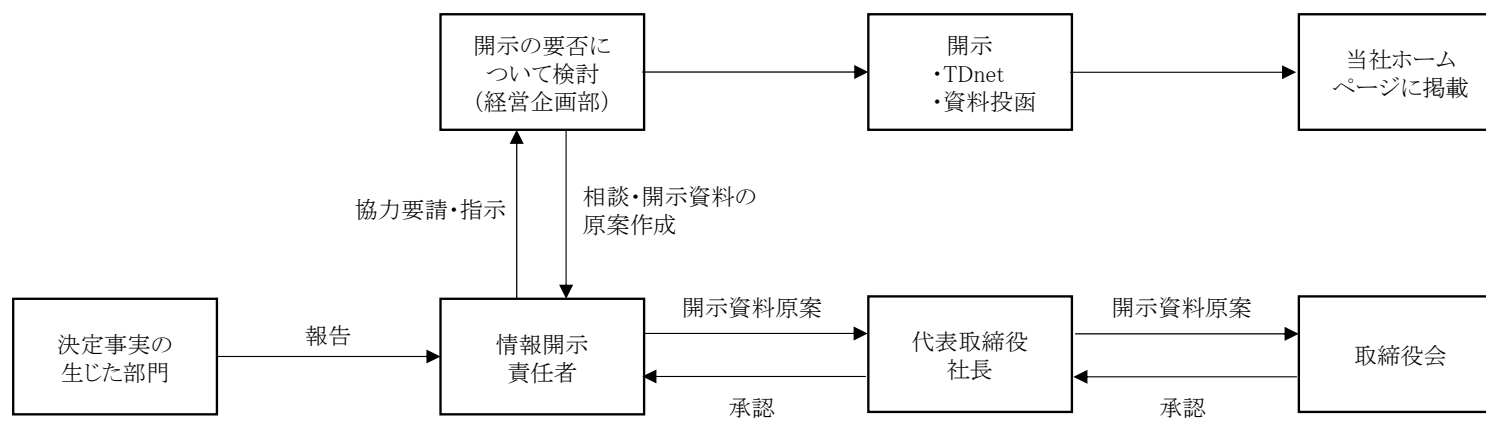 開示の要否に
ついて検討
（経営企画部）
開示
・TDnet
・資料投函
当社ホーム
ページに掲載
協力要請・指示
相談・開示資料の
原案作成
決定事実の
生じた部門
報告
情報開示
責任者
開示資料原案
承認
代表取締役
社長
開示資料原案
承認
取締役会